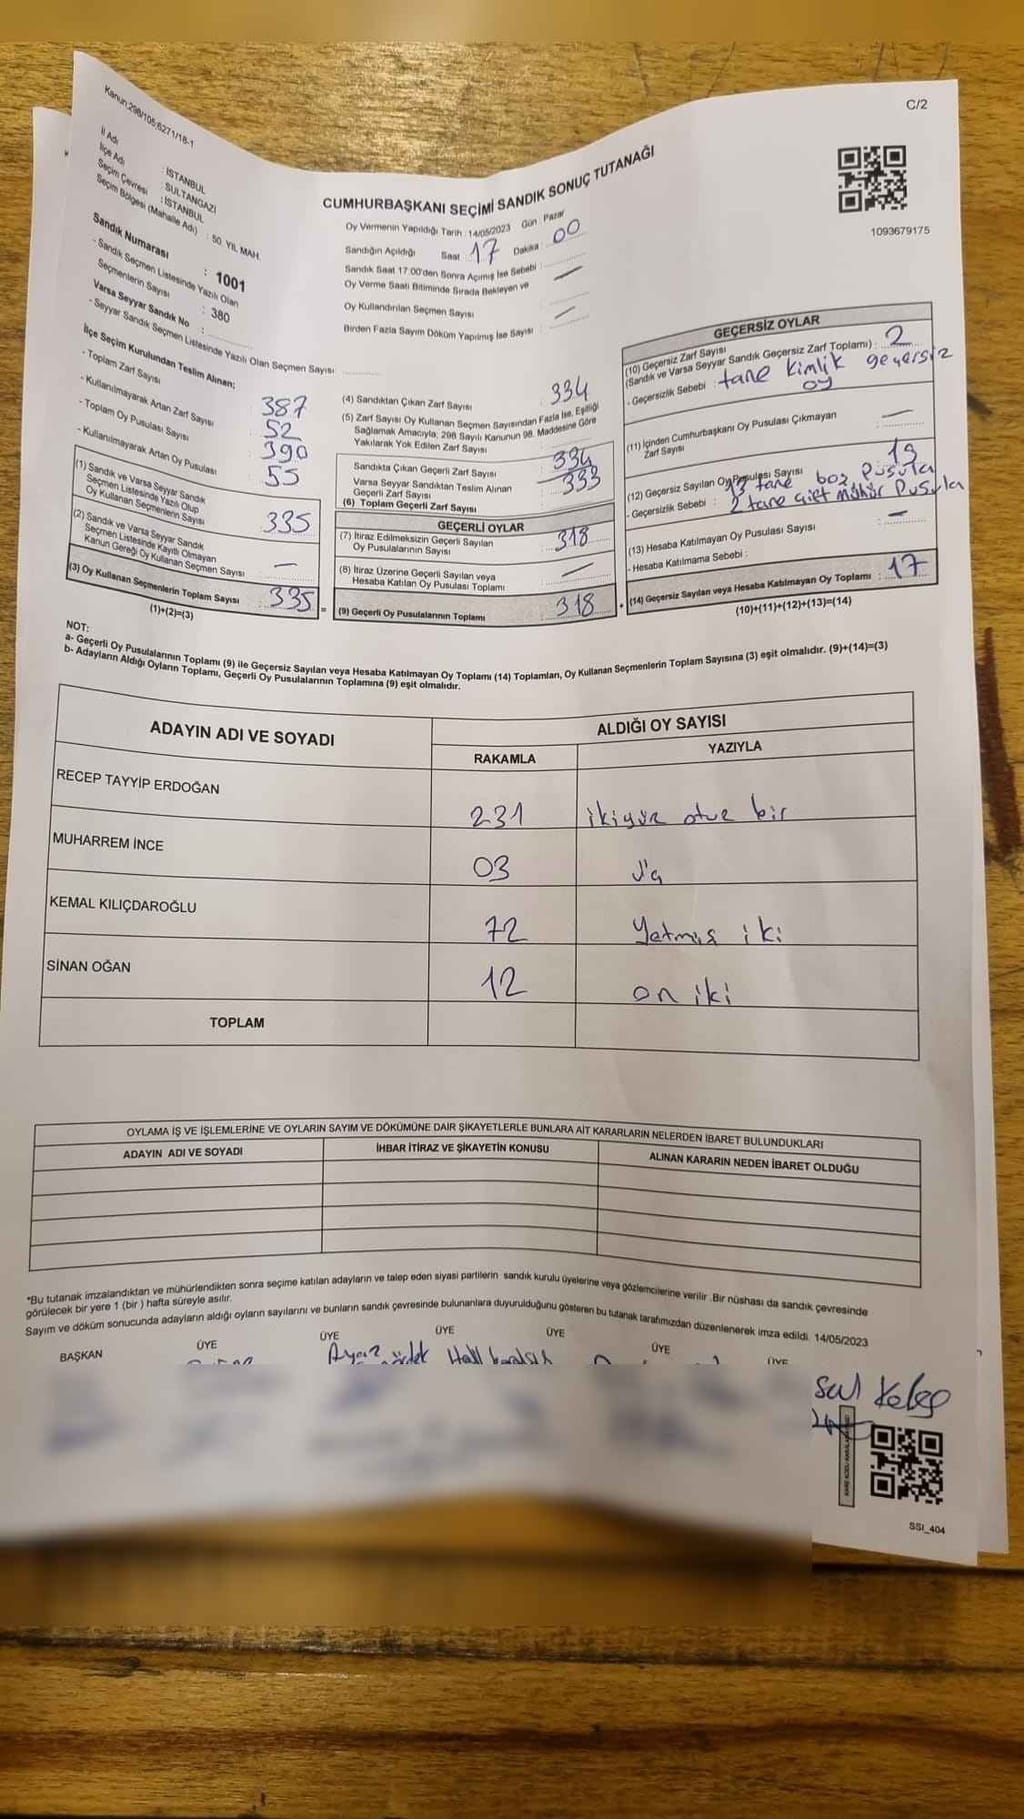 Kanun:298/105;6271/18-1
C/2
İl Adı : İSTANBUL
İlçe Adı : SULTANGAZİ
Seçim Çevresi : İSTANBUL
Seçim Bölgesi (Mahalle Adı) : 50. YIL MAH.
1093679175
CUMHURBAŞKANI SEÇİMİ SANDIK SONUÇ TUTANAĞI
Sandık Numarası : 1001
- Sandık Seçmen Listesinde Yazılı Olan
Seçmenlerin Sayısı : 380
Varsa Seyyar Sandık No :
- Seyyar Sandık Seçmen Listesinde Yazılı Olan Seçmen Sayısı :
Oy Vermenin Yapıldığı Tarih : 14/05/2023 Gün : Pazar
Sandığın Açıldığı Saat : 17 Dakika : 00
Sandık Saat 17.00'den Sonra Açılmış İse Sebebi : —
Oy Verme Saati Bitiminde Sırada Bekleyen ve
Oy Kullandırılan Seçmen Sayısı : —
Birden Fazla Sayım Döküm Yapılmış İse Sayısı :
İlçe Seçim Kurulundan Teslim Alınan;
- Toplam Zarf Sayısı 387
- Kullanılmayarak Artan Zarf Sayısı 52
- Toplam Oy Pusulası Sayısı 390
- Kullanılmayarak Artan Oy Pusulası 55
(1) Sandık ve Varsa Seyyar Sandık
Seçmen Listesinde Yazılı Olup
Oy Kullanan Seçmenlerin Sayısı 335
(2) Sandık ve Varsa Seyyar Sandık
Seçmen Listesinde Kayıtlı Olmayan
Kanun Gereği Oy Kullanan Seçmen Sayısı —
(3) Oy Kullanan Seçmenlerin Toplam Sayısı 335
(1)+(2)=(3)
(4) Sandıktan Çıkan Zarf Sayısı 334
(5) Zarf Sayısı Oy Kullanan Seçmen Sayısından Fazla İse, Eşitliği
Sağlamak Amacıyla; 298 Sayılı Kanunun 98. Maddesine Göre
Yakılarak Yok Edilen Zarf Sayısı
Sandıkta Çıkan Geçerli Zarf Sayısı 334
Varsa Seyyar Sandıktan Teslim Alınan
Geçerli Zarf Sayısı 333
(6) Toplam Geçerli Zarf Sayısı
GEÇERLİ OYLAR
(7) İtiraz Edilmeksizin Geçerli Sayılan
Oy Pusulalarının Sayısı 318
(8) İtiraz Üzerine Geçerli Sayılan veya
Hesaba Katılan Oy Pusulası Toplamı —
= (9) Geçerli Oy Pusulalarının Toplamı 318
GEÇERSİZ OYLAR
(10) Geçersiz Zarf Sayısı
(Sandık ve Varsa Seyyar Sandık Geçersiz Zarf Toplamı) : 2
- Geçersizlik Sebebi : tane kimlik geçersiz
oy
(11) İçinden Cumhurbaşkanı Oy Pusulası Çıkmayan
Zarf Sayısı —
(12) Geçersiz Sayılan Oy Pusulası Sayısı
- Geçersizlik Sebebi : 13 tane boş Pusula
2 tane çift mühür Pusula
(13) Hesaba Katılmayan Oy Pusulası Sayısı : —
- Hesaba Katılmama Sebebi :
+ (14) Geçersiz Sayılan veya Hesaba Katılmayan Oy Toplamı : 17
(10)+(11)+(12)+(13)=(14)
NOT:
a- Geçerli Oy Pusulalarının Toplamı (9) ile Geçersiz Sayılan veya Hesaba Katılmayan Oy Toplamı (14) Toplamları, Oy Kullanan Seçmenlerin Toplam Sayısına (3) eşit olmalıdır. (9)+(14)=(3)
b- Adayların Aldığı Oyların Toplamı, Geçerli Oy Pusulalarının Toplamına (9) eşit olmalıdır.
ADAYIN ADI VE SOYADI ALDIĞI OY SAYISI
RAKAMLA YAZIYLA
RECEP TAYYİP ERDOĞAN 231 ikiyüz otuz bir
MUHARREM İNCE 03
KEMAL KILIÇDAROĞLU 72 Yetmiş iki
SİNAN OĞAN 12 on iki
TOPLAM
OYLAMA İŞ VE İŞLEMLERİNE VE OYLARIN SAYIM VE DÖKÜMÜNE DAİR ŞİKAYETLERLE BUNLARA AİT KARARLARIN NELERDEN İBARET BULUNDUKLARI
ADAYIN ADI VE SOYADI İHBAR İTİRAZ VE ŞİKAYETİN KONUSU ALINAN KARARIN NEDEN İBARET OLDUĞU
*Bu tutanak imzalandıktan ve mühürlendikten sonra seçime katılan adayların ve talep eden siyasi partilerin sandık kurulu üyelerine veya gözlemcilerine verilir .Bir nüshası da sandık çevresinde
görülecek bir yere 1 (bir ) hafta süreyle asılır.
Sayım ve döküm sonucunda adayların aldığı oyların sayılarını ve bunların sandık çevresinde bulunanlara duyurulduğunu gösteren bu tutanak tarafımızdan düzenlenerek imza edildi. 14/05/2023
BAŞKAN ÜYE ÜYE ÜYE ÜYE ÜYE ÜYE
SSI_404